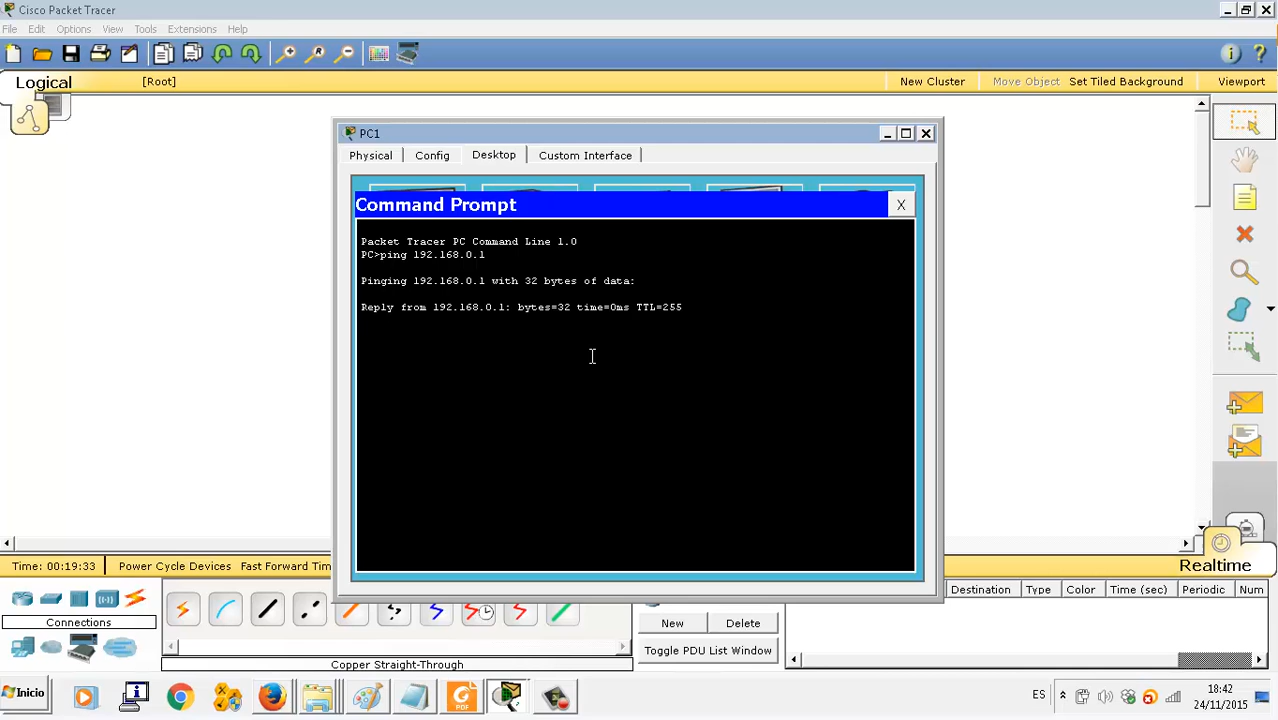 Cisco Packet Tracer
File Edit Options View Tools Extensions Help
Logical [Root] New Cluster Move Object Set Tiled Background Viewport
PC1
Physical Config Desktop Custom Interface
Command Prompt X
Packet Tracer PC Command Line 1.0
PC>ping 192.168.0.1
Pinging 192.168.0.1 with 32 bytes of data:
Reply from 192.168.0.1: bytes=32 time=0ms TTL=255
Time: 00:19:33 Power Cycle Devices Fast Forward Tim
Realtime
Destination Type Color Time (sec) Periodic Num
Connections
New Delete
Toggle PDU List Window
Copper Straight-Through
Inicio
PDF
ES
18:42
24/11/2015